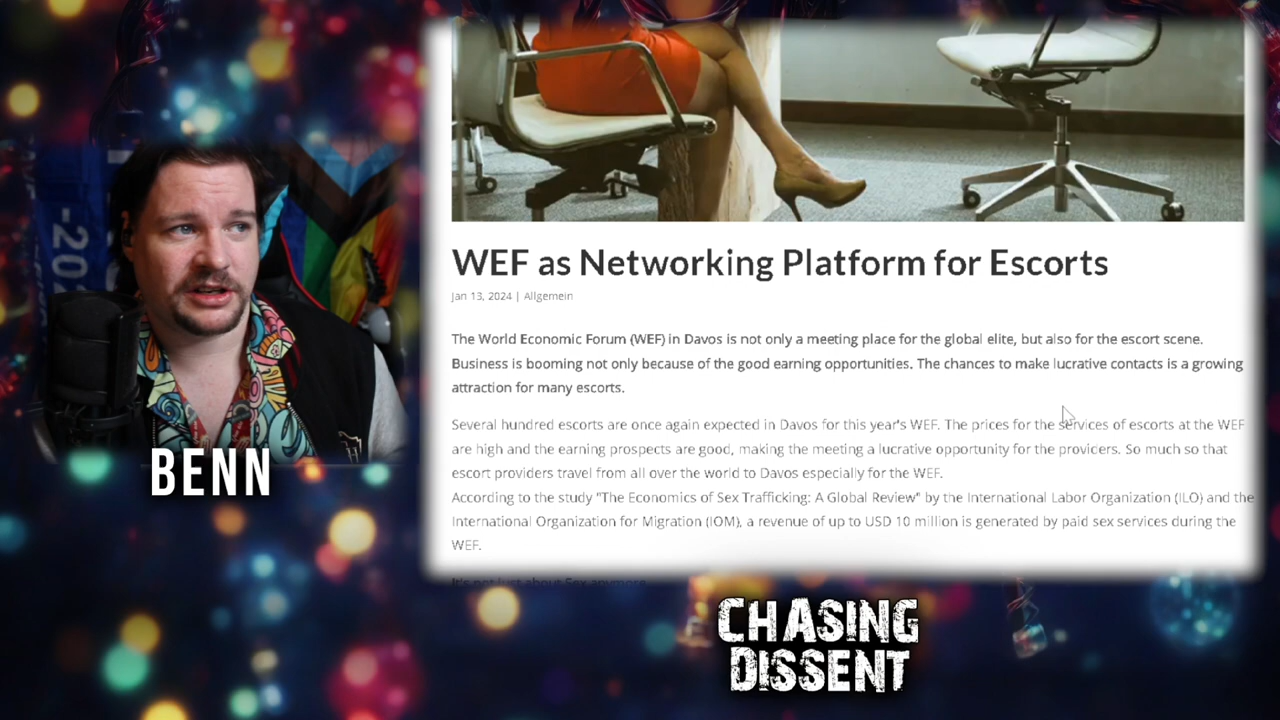 -202
WEF as Networking Platform for Escorts
Jan 13, 2024 | Allgemein
The World Economic Forum (WEF) in Davos is not only a meeting place for the global elite, but also for the escort scene.
Business is booming not only because of the good earning opportunities. The chances to make lucrative contacts is a growing
attraction for many escorts.
Several hundred escorts are once again expected in Davos for this year's WEF. The prices for the services of escorts at the WEF
are high and the earning prospects are good, making the meeting a lucrative opportunity for the providers. So much so that
escort providers travel from all over the world to Davos especially for the WEF.
According to the study "The Economics of Sex Trafficking: A Global Review" by the International Labor Organization (ILO) and the
International Organization for Migration (IOM), a revenue of up to USD 10 million is generated by paid sex services during the
WEF.
It's not just about Sex anymore
BENN
CHASING
DISSENT